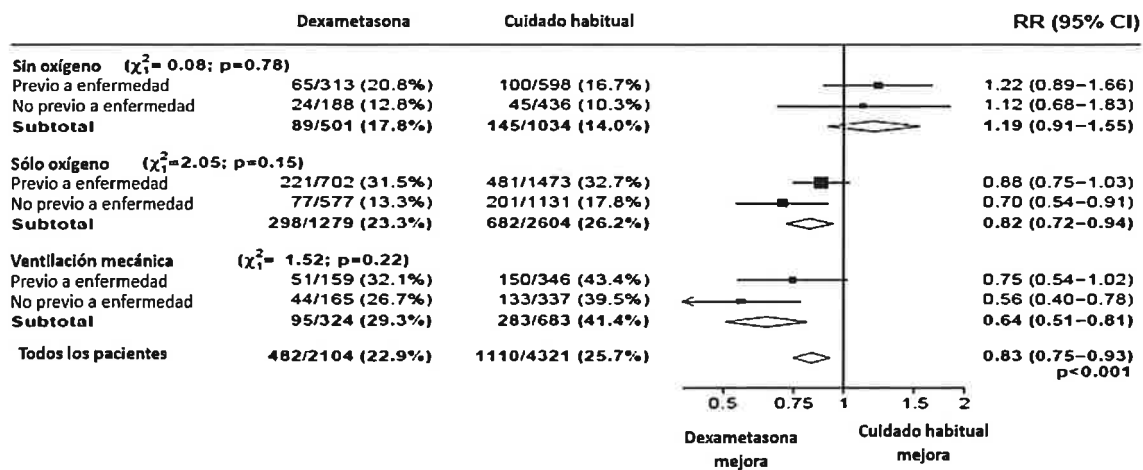 Dexametasona Cuidado habitual RR (95% CI)
Sin oxígeno (χ₁²= 0.08; p=0.78)
Previo a enfermedad 65/313 (20.8%) 100/598 (16.7%) 1.22 (0.89–1.66)
No previo a enfermedad 24/188 (12.8%) 45/436 (10.3%) 1.12 (0.68–1.83)
Subtotal 89/501 (17.8%) 145/1034 (14.0%) 1.19 (0.91–1.55)
Sólo oxígeno (χ₁²=2.05; p=0.15)
Previo a enfermedad 221/702 (31.5%) 481/1473 (32.7%) 0.88 (0.75–1.03)
No previo a enfermedad 77/577 (13.3%) 201/1131 (17.8%) 0.70 (0.54–0.91)
Subtotal 298/1279 (23.3%) 682/2604 (26.2%) 0.82 (0.72–0.94)
Ventilación mecánica (χ₁²= 1.52; p=0.22)
Previo a enfermedad 51/159 (32.1%) 150/346 (43.4%) 0.75 (0.54–1.02)
No previo a enfermedad 44/165 (26.7%) 133/337 (39.5%) 0.56 (0.40–0.78)
Subtotal 95/324 (29.3%) 283/683 (41.4%) 0.64 (0.51–0.81)
Todos los pacientes 482/2104 (22.9%) 1110/4321 (25.7%) 0.83 (0.75–0.93)
p<0.001
0.5 0.75 1 1.5 2
Dexametasona Cuidado habitual
mejora mejora